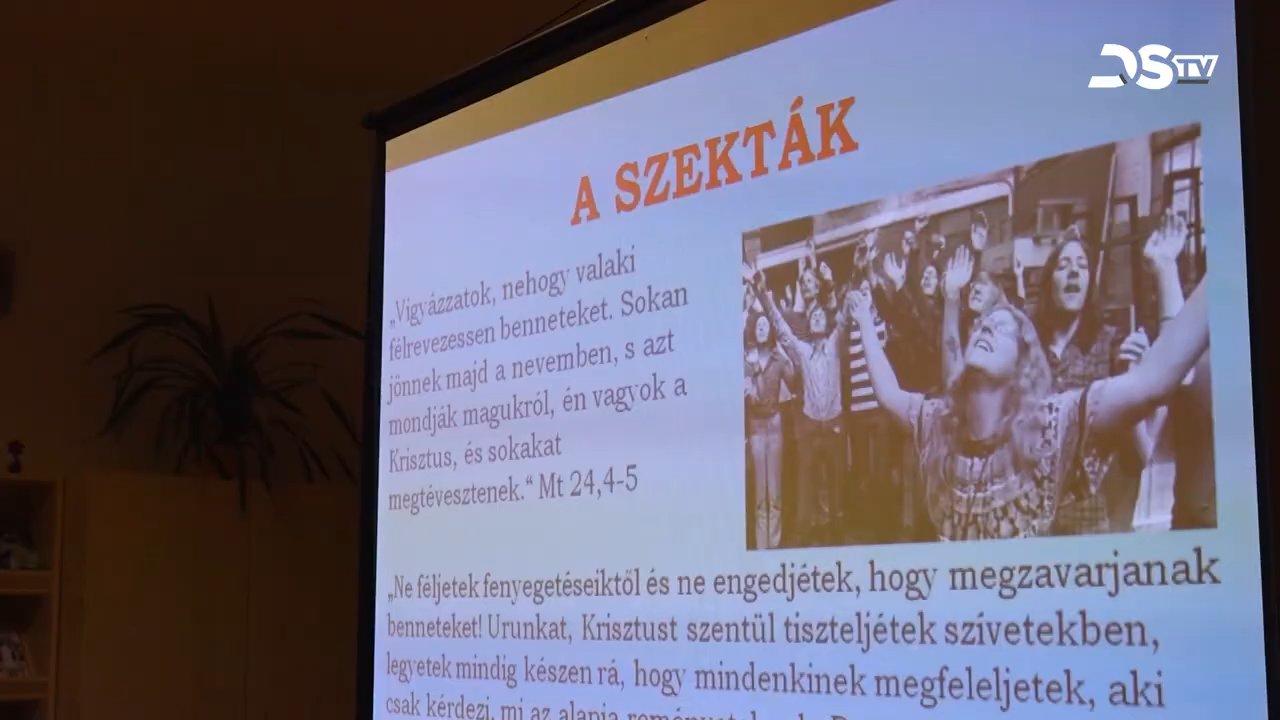 DSTV
A SZEKTÁK
„Vigyázzatok, nehogy valaki
félrevezessen benneteket. Sokan
jönnek majd a nevemben, s azt
mondják magukról, én vagyok a
Krisztus, és sokakat
megtévesztenek.“ Mt 24,4-5
„Ne féljetek fenyegetéseiktől és ne engedjétek, hogy megzavarjanak
benneteket! Urunkat, Krisztust szentül tiszteljétek szívetekben,
legyetek mindig készen rá, hogy mindenkinek megfeleljetek, aki
csak kérdezi, mi az alapja